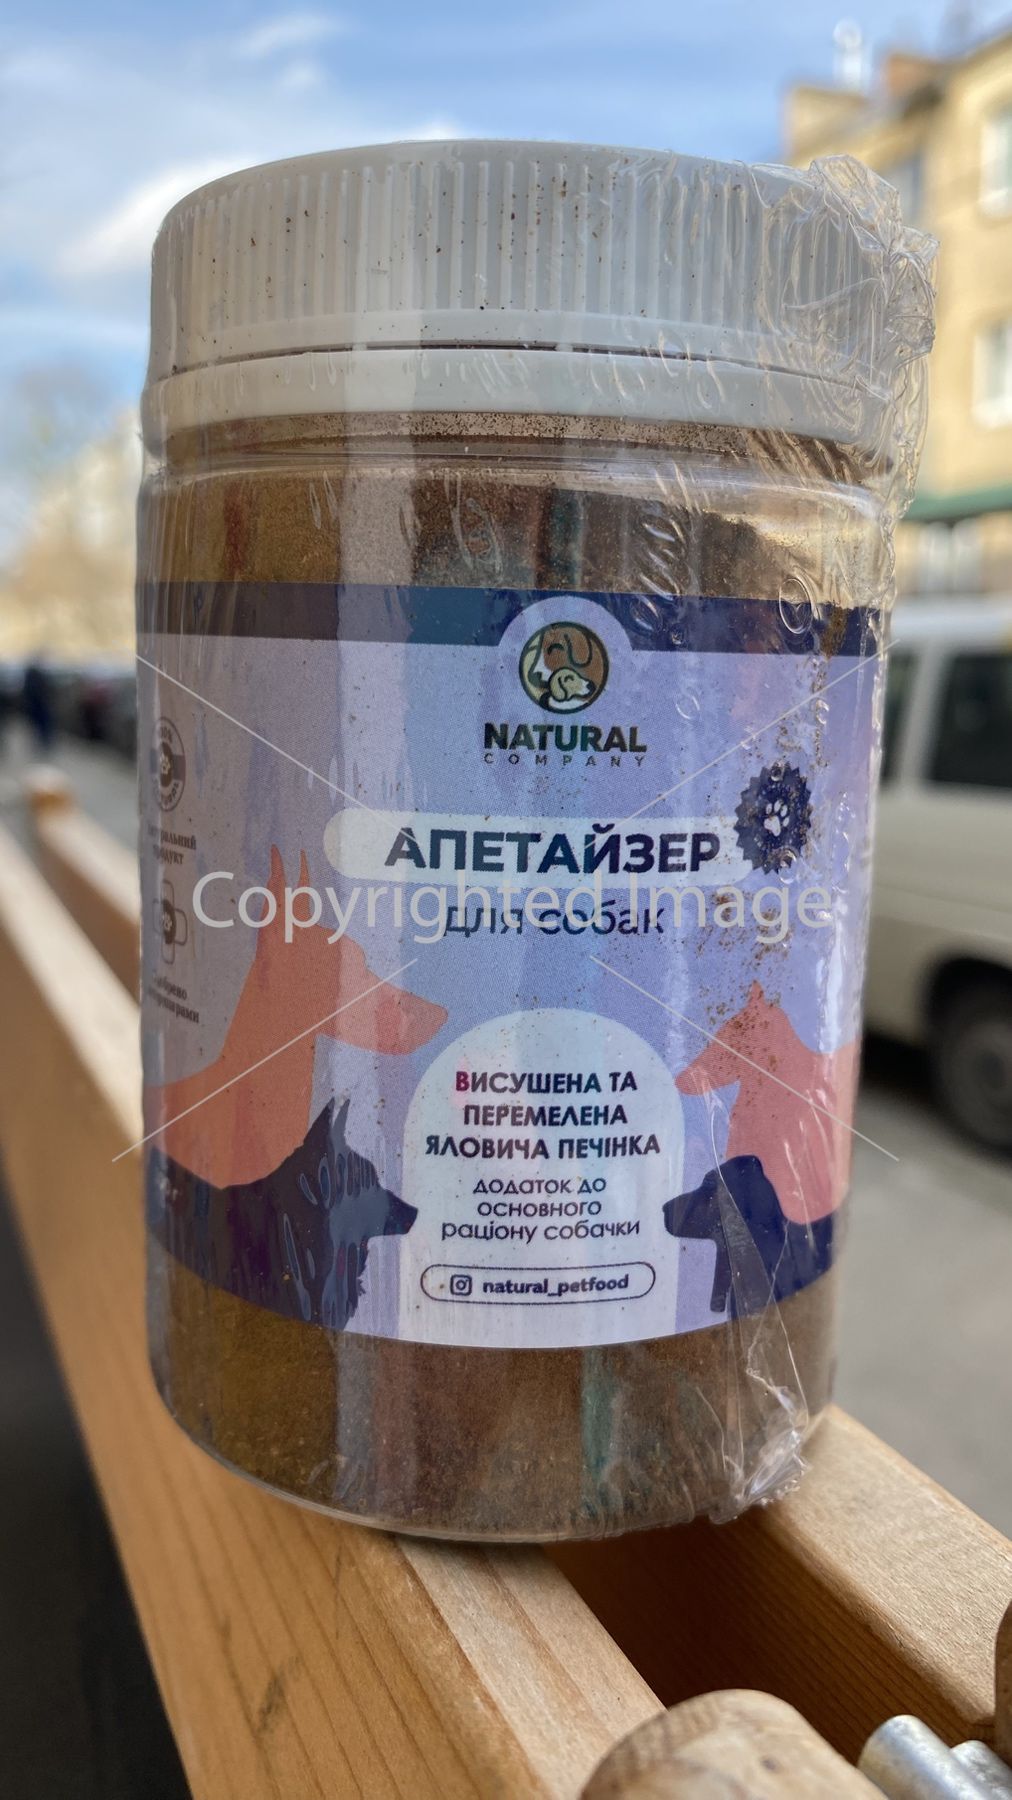 NATURAL
COMPANY
АПЕТАЙЗЕР
для собак
Copyrighted Image
ВИСУШЕНА ТА
ПЕРЕМЕЛЕНА
ЯЛОВИЧА ПЕЧІНКА
ДОДАТОК ДО
ОСНОВНОГО
раціону собачки
natural_petfood